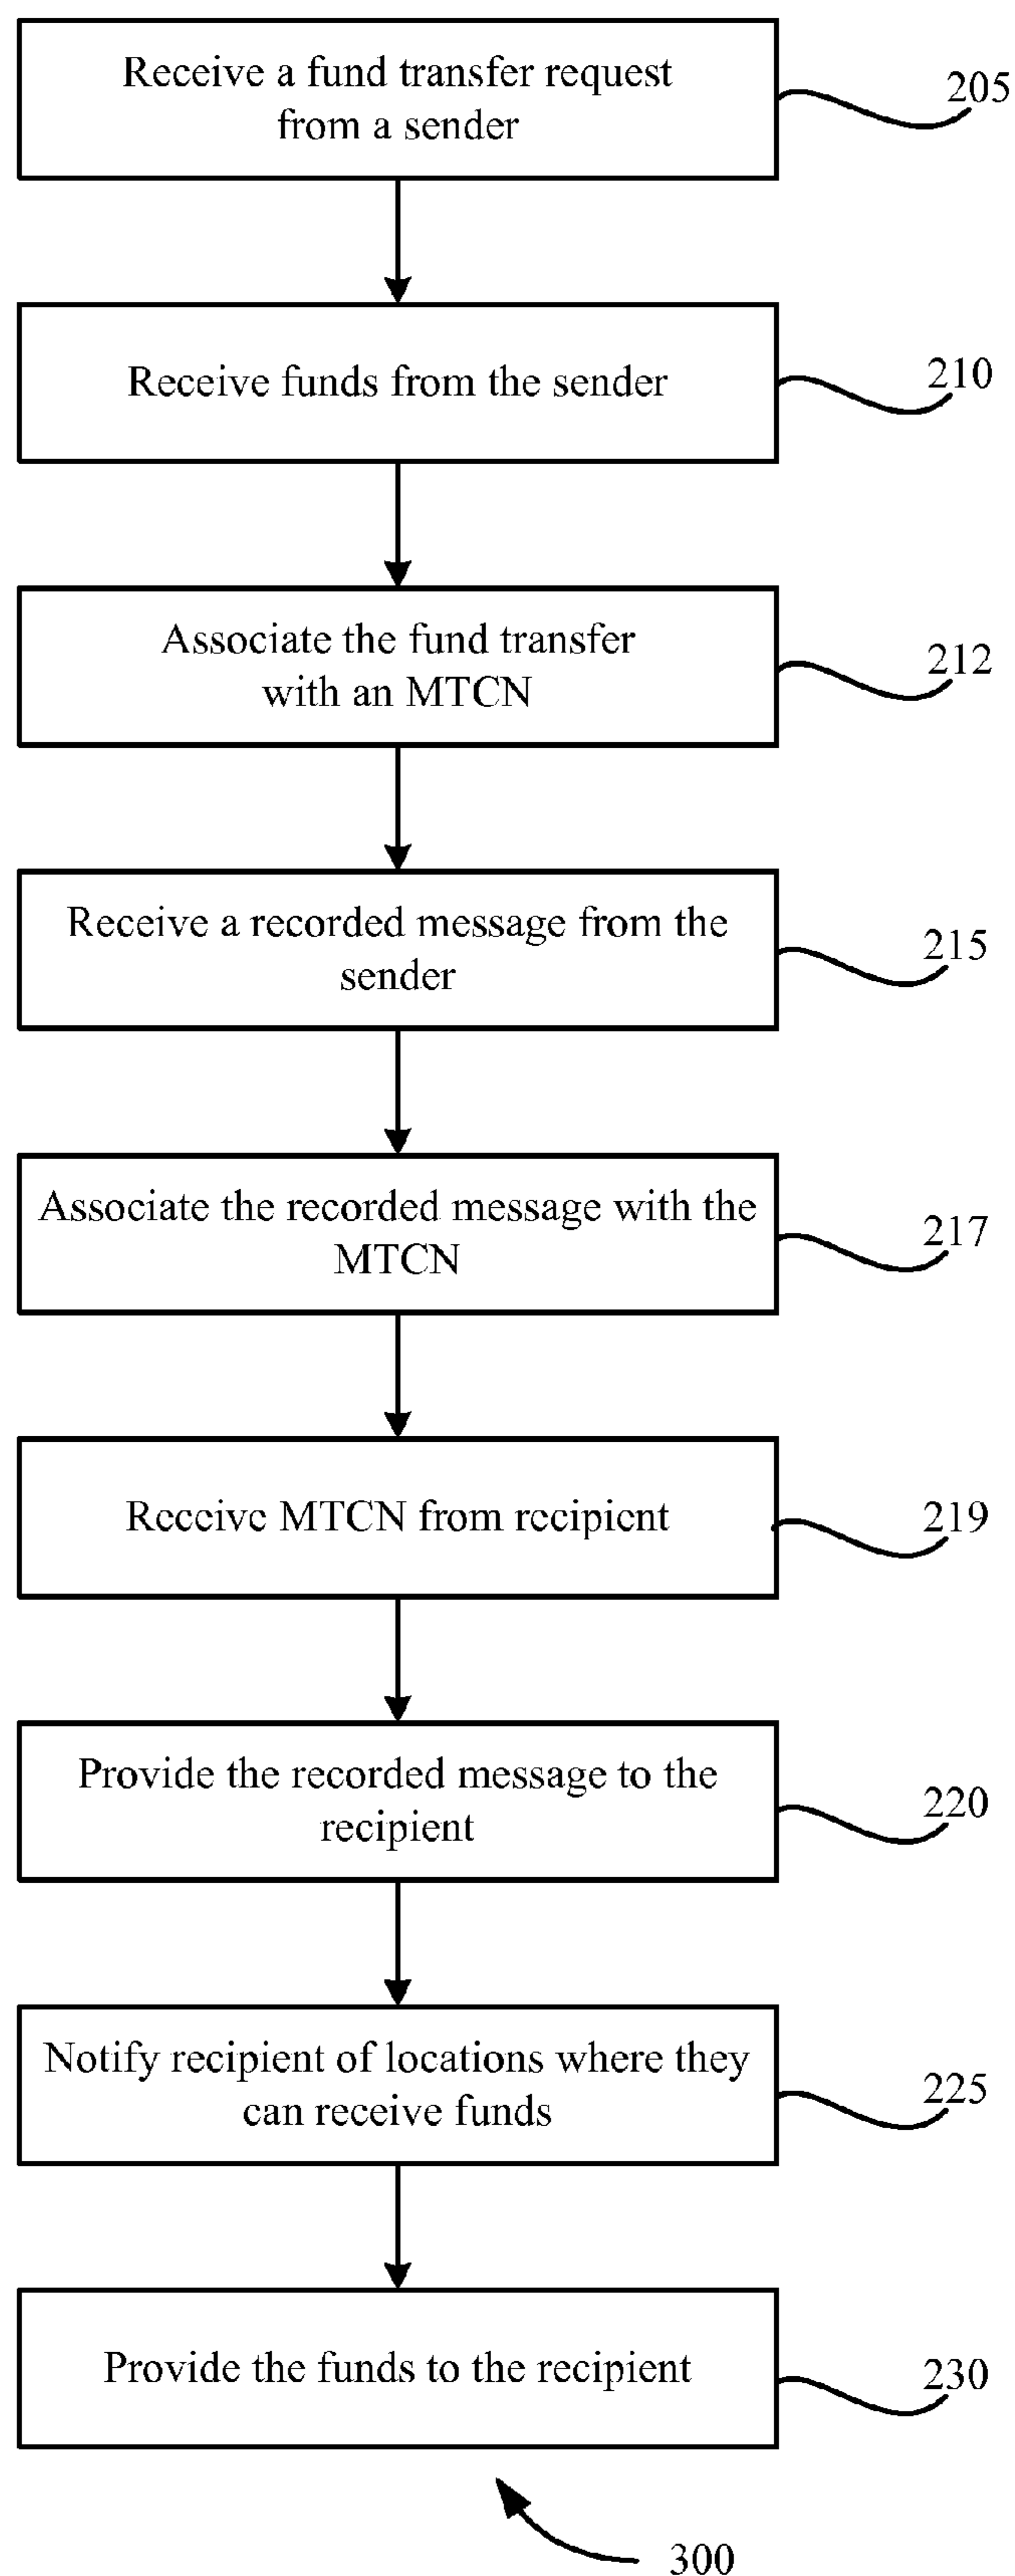 Receive a fund transfer request
from a sender
205
Receive funds from the sender
210
Associate the fund transfer
with an MTCN
212
Receive a recorded message from the
sender
215
Associate the recorded message with the
MTCN
217
Receive MTCN from recipient
219
Provide the recorded message to the
recipient
220
Notify recipient of locations where they
can receive funds
225
Provide the funds to the recipient
230
300